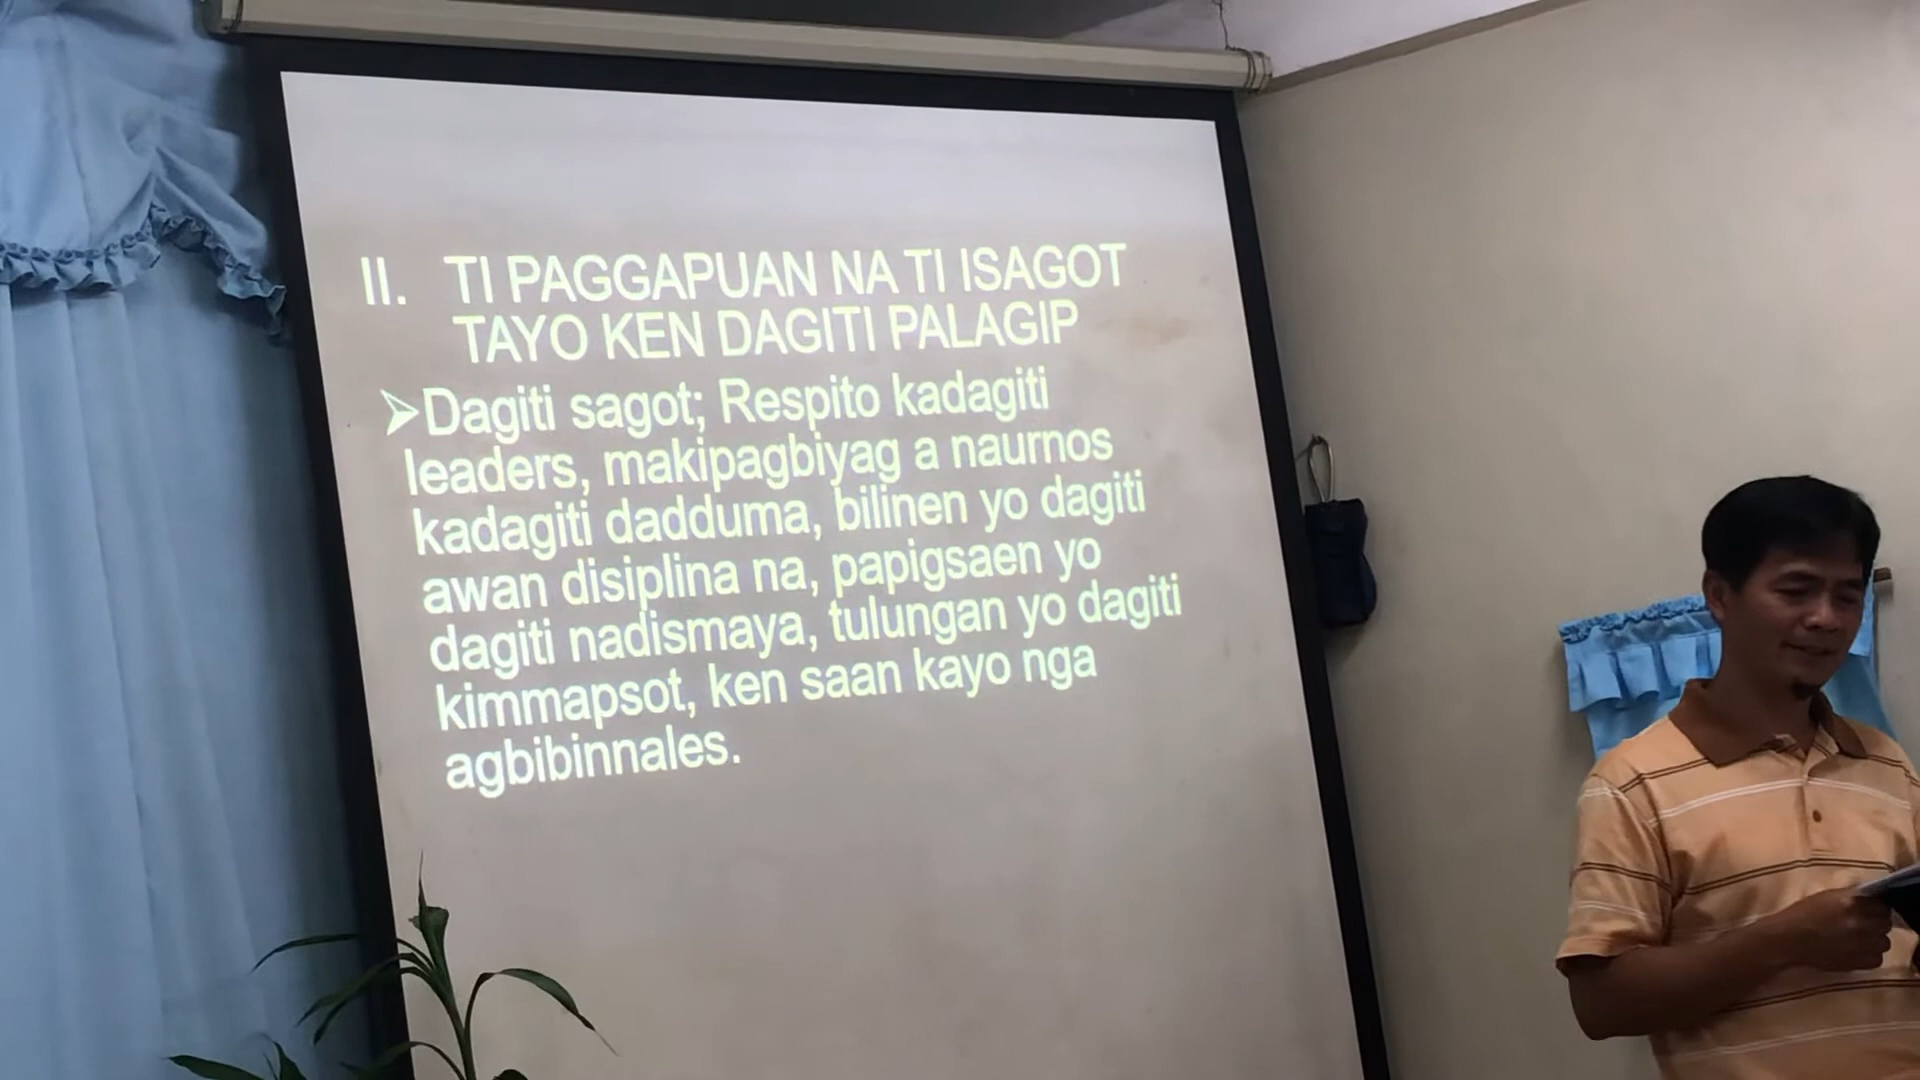 II. TI PAGGAPUAN NA TI ISAGOT
TAYO KEN DAGITI PALAGIP
➢Dagiti sagot; Respito kadagiti
leaders, makipagbiyag a naurnos
kadagiti dadduma, bilinen yo dagiti
awan disiplina na, papigsaen yo
dagiti nadismaya, tulungan yo dagiti
kimmapsot, ken saan kayo nga
agbibinnales.